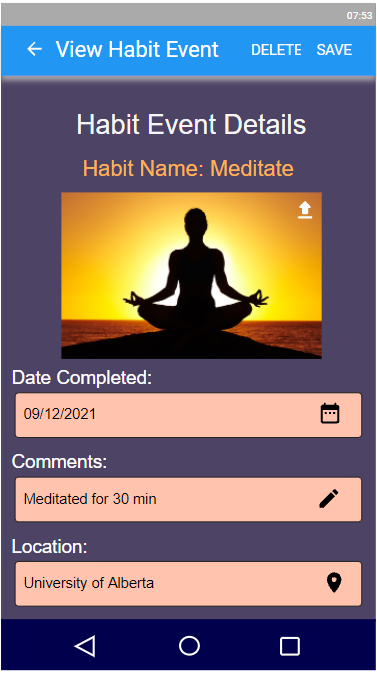 07:53
View Habit Event DELETE SAVE
Habit Event Details
Habit Name: Meditate
Date Completed:
09/12/2021
Comments:
Meditated for 30 min
Location:
University of Alberta